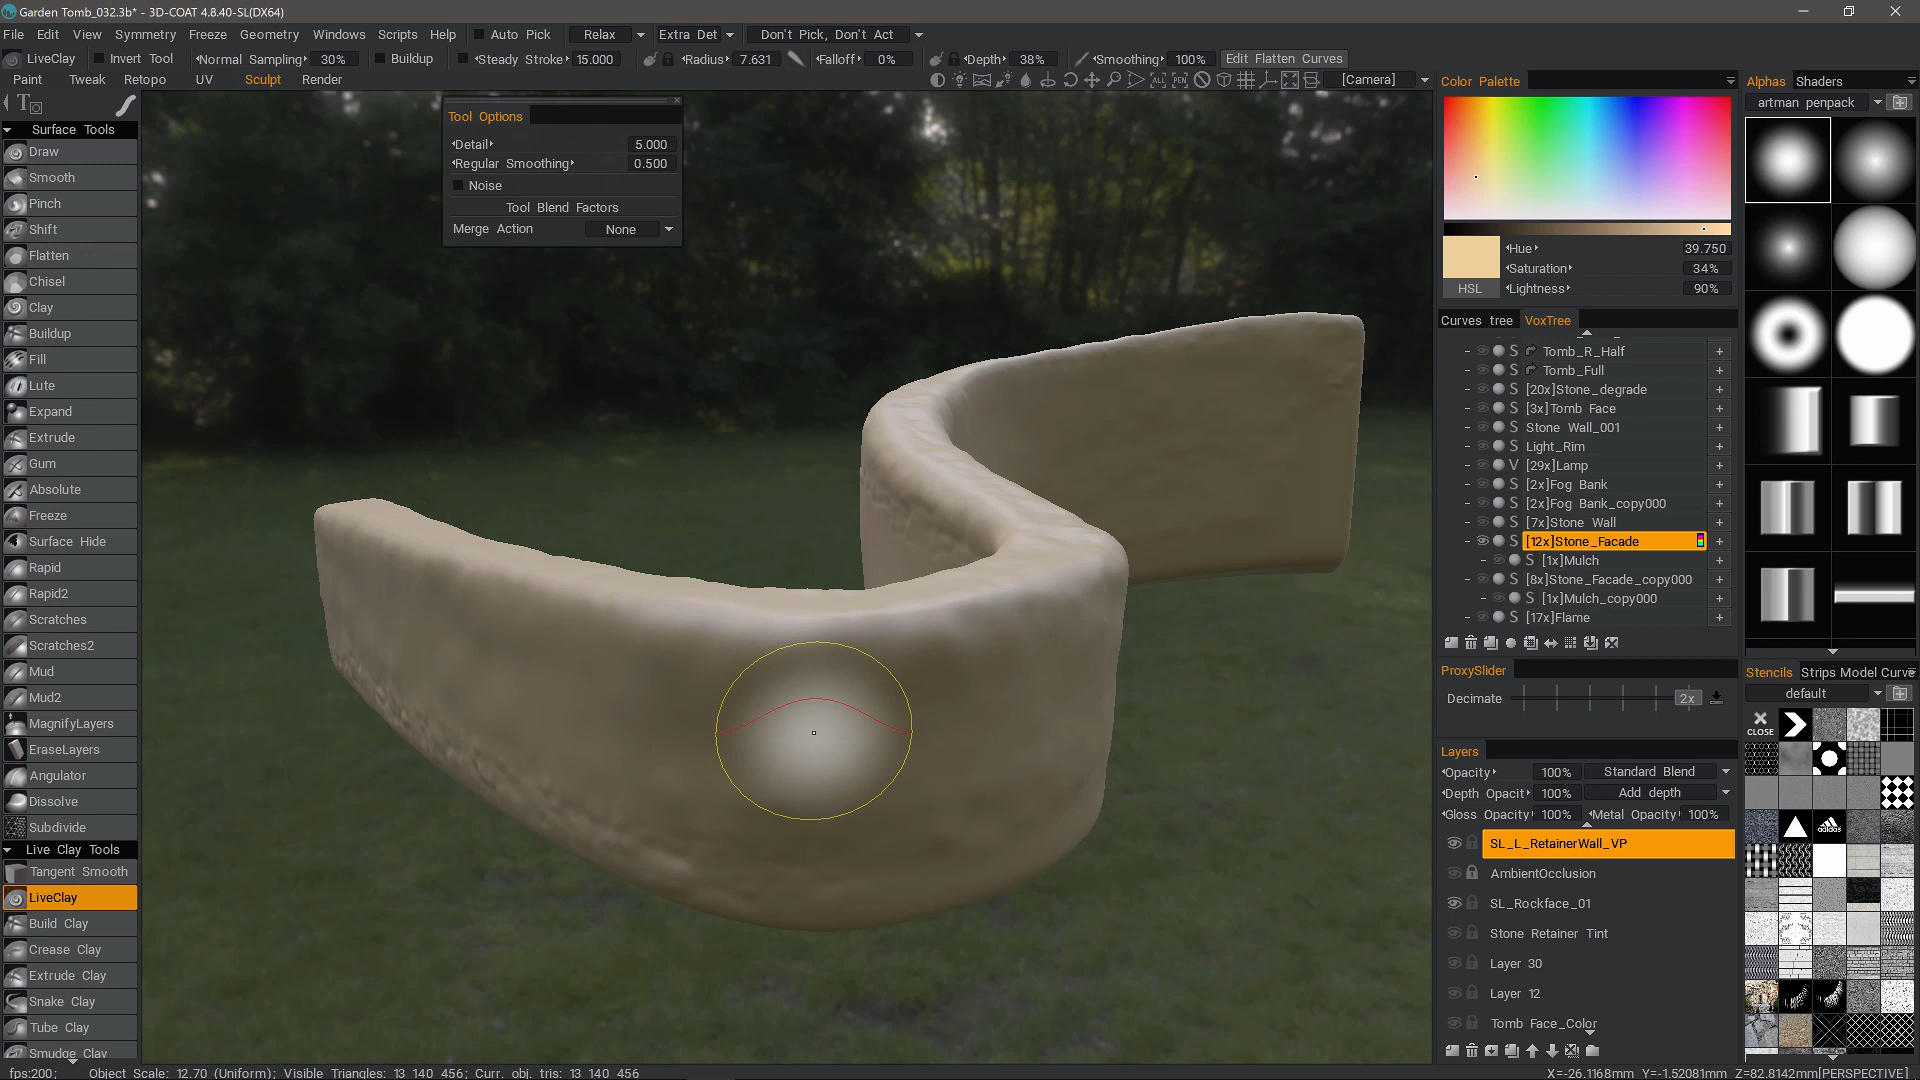 Garden Tomb_032.3b* - 3D-COAT 4.8.40-SL(DX64)
File Edit View Symmetry Freeze Geometry Windows Scripts Help Auto Pick Relax Extra Det Don't Pick, Don't Act
LiveClay Invert Tool Normal Sampling 30% Buildup Steady Stroke 15.000 Radius 7.631 Falloff 0% Depth 38% Smoothing 100% Edit Flatten Curves
Paint Tweak Retopo UV Sculpt Render [Camera]
Surface Tools
Draw
Smooth
Pinch
Shift
Flatten
Chisel
Clay
Buildup
Fill
Lute
Expand
Extrude
Gum
Absolute
Freeze
Surface Hide
Rapid
Rapid2
Scratches
Scratches2
Mud
Mud2
MagnifyLayers
EraseLayers
Angulator
Dissolve
Subdivide
Live Clay Tools
Tangent Smooth
LiveClay
Build Clay
Crease Clay
Extrude Clay
Snake Clay
Tube Clay
Smudge Clay
Tool Options
Detail 5.000
Regular Smoothing 0.500
Noise
Tool Blend Factors
Merge Action None
Color Palette
Hue 39.750
Saturation 34%
HSL Lightness 90%
Curves tree VoxTree
S Tomb_R_Half +
S Tomb_Full +
S [20x]Stone_degrade +
S [3x]Tomb Face +
S Stone Wall_001 +
S Light_Rim +
V [29x]Lamp +
S [2x]Fog Bank +
S [2x]Fog Bank_copy000 +
S [7x]Stone Wall +
S [12x]Stone_Facade +
S [1x]Mulch +
S [8x]Stone_Facade_copy000 +
S [1x]Mulch_copy000 +
S [17x]Flame +
ProxySlider
Decimate 2x
Layers
Opacity 100% Standard Blend
Depth Opacit 100% Add depth
Gloss Opacity 100% Metal Opacity 100%
SL_L_RetainerWall_VP
AmbientOcclusion
SL_Rockface_01
Stone Retainer Tint
Layer 30
Layer 12
Tomb Face_Color
Alphas Shaders
artman penpack
Stencils Strips Model Curve
default
CLOSE
adidas
fps:200; Object Scale: 12.70 (Uniform); Visible Triangles: 13 140 456; Curr. obj. tris: 13 140 456
X=-26.1168mm Y=-1.52081mm Z=82.8142mm[PERSPECTIVE]